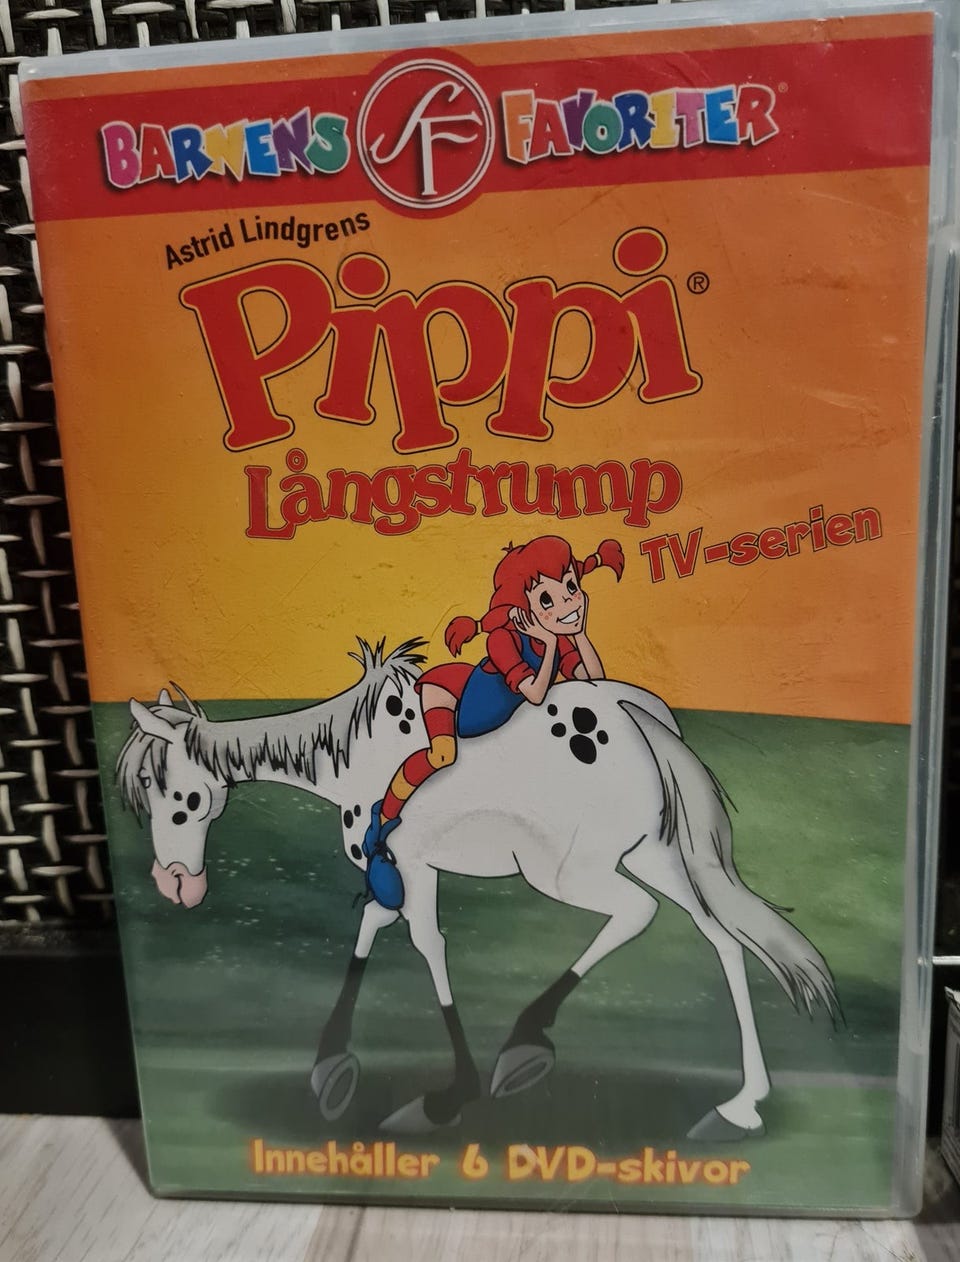 BARNENS SF FAVORITER®
Astrid Lindgrens
Pippi®
Långstrump
TV-serien
Innehåller 6 DVD-skivor